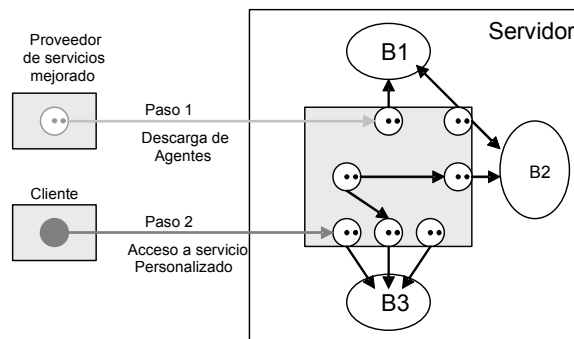 Servidor
Proveedor
de servicios
mejorado
B1
Paso 1
Descarga de
Agentes
B2
Cliente
Paso 2
Acceso a servicio
Personalizado
B3